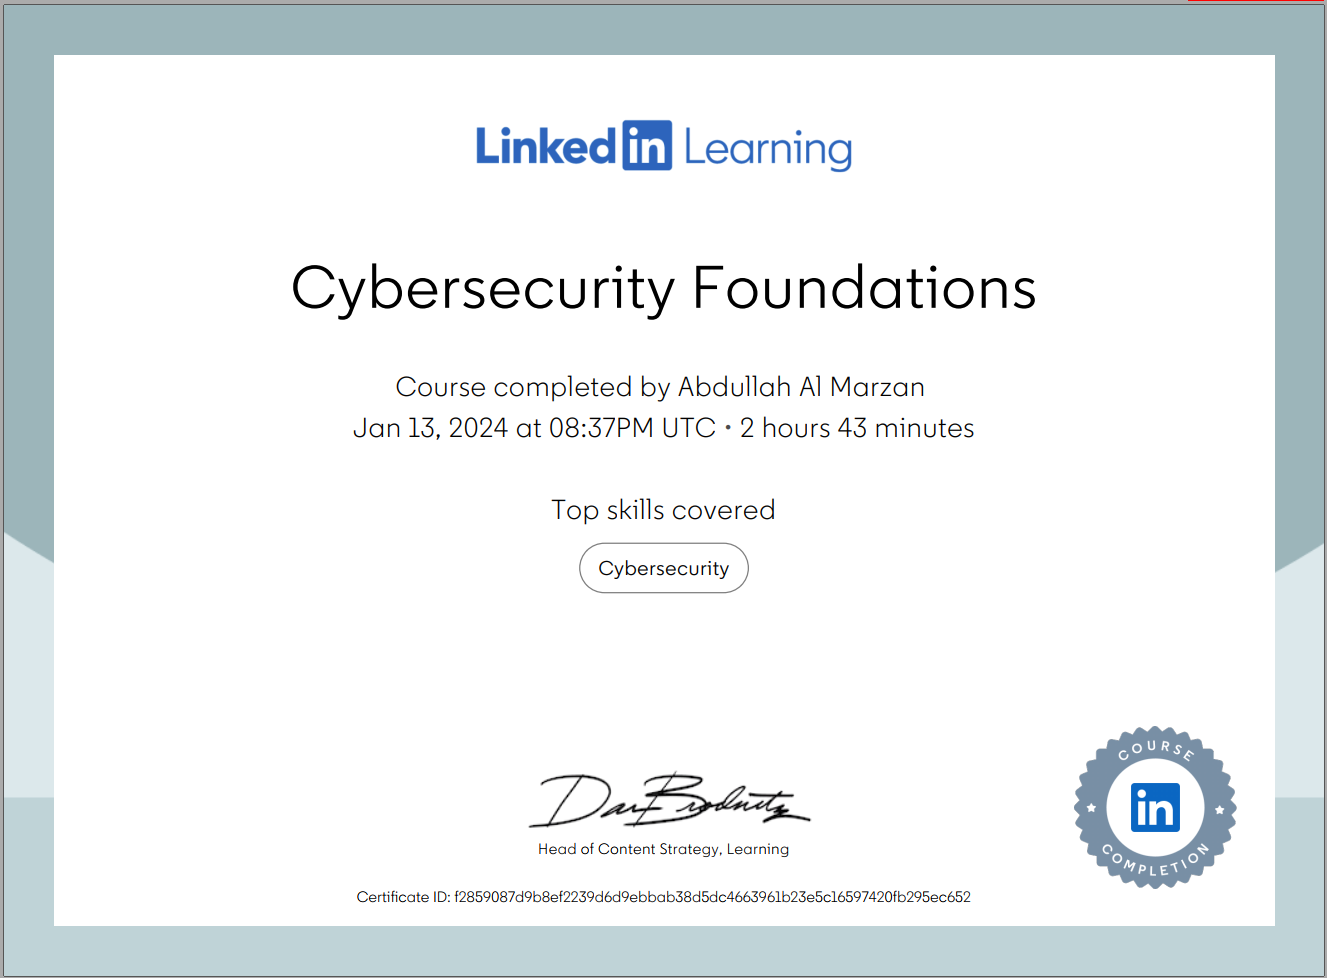 Linked in Learning
Cybersecurity Foundations
Course completed by Abdullah Al Marzan
Jan 13, 2024 at 08:37PM UTC • 2 hours 43 minutes
Top skills covered
Cybersecurity
Dan Brodnitz
Head of Content Strategy, Learning
Certificate ID: f2859087d9b8ef2239d6d9ebbab38d5dc4663961b23e5c16597420fb295ec652
COURSE
in
COMPLETION